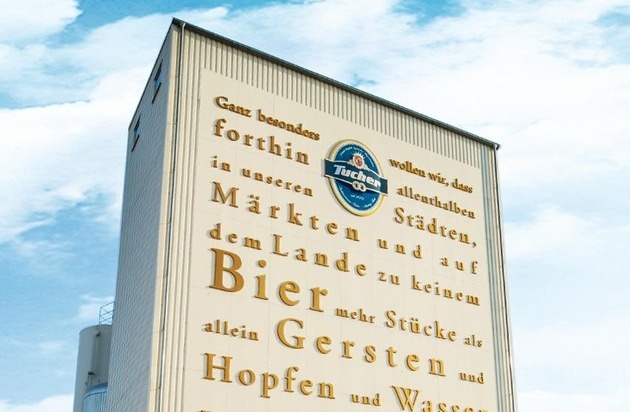 Ganz besonders wollen wir, dass
forthin allenthalben
in unseren Städten,
Märkten und auf
dem Lande zu keinem
Bier mehr Stücke als
allein Gersten und
Hopfen und Wasser
Tucher